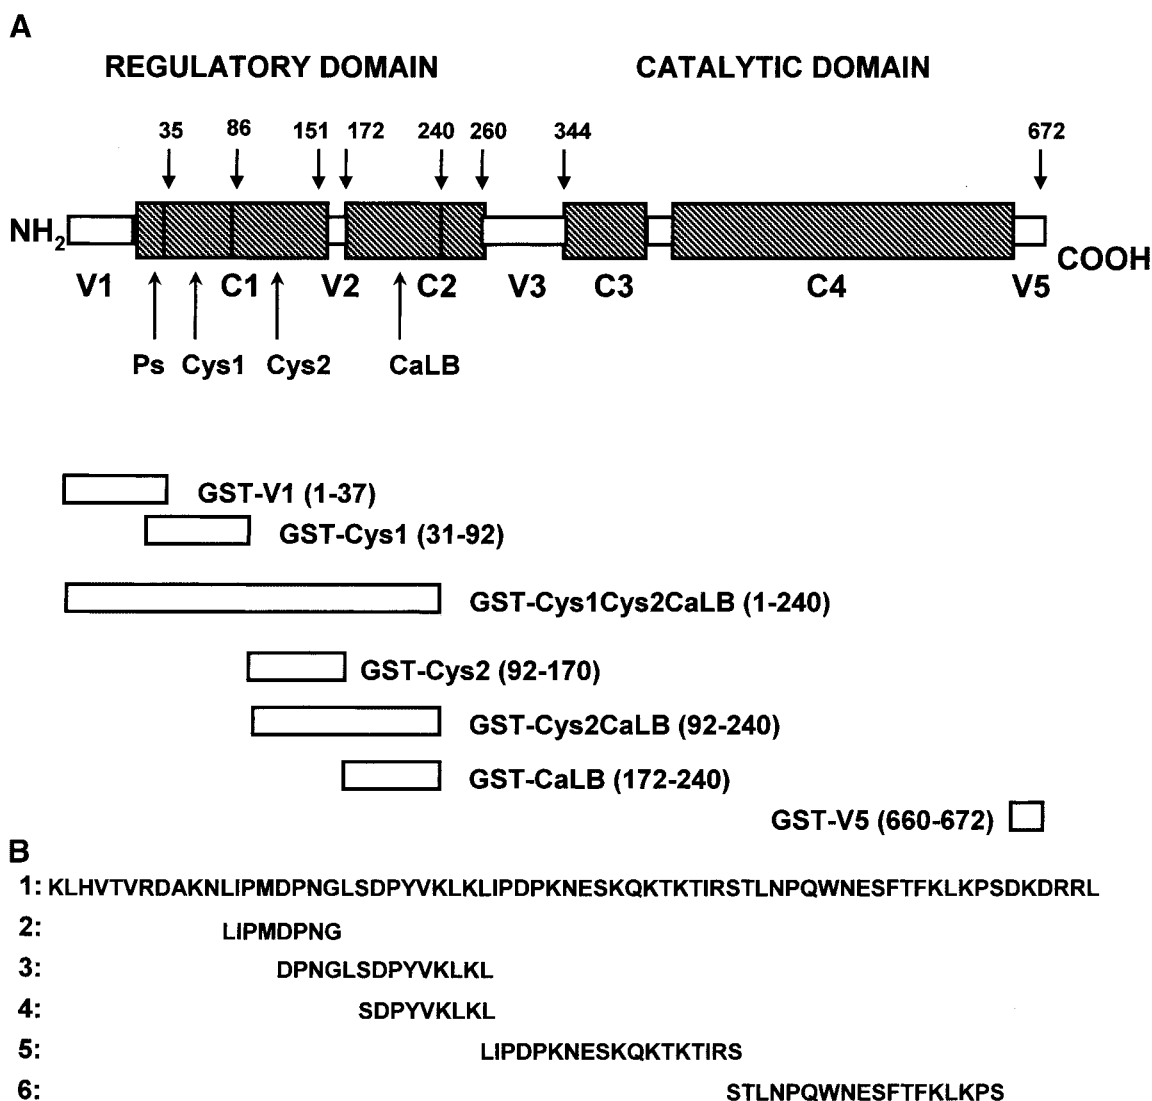 A
REGULATORY DOMAIN CATALYTIC DOMAIN
35 86 151 172 240 260 344 672
NH2 COOH
V1 C1 V2 C2 V3 C3 C4 V5
Ps Cys1 Cys2 CaLB
GST-V1 (1-37)
GST-Cys1 (31-92)
GST-Cys1Cys2CaLB (1-240)
GST-Cys2 (92-170)
GST-Cys2CaLB (92-240)
GST-CaLB (172-240)
GST-V5 (660-672)
B
1: KLHVTVRDAKNLIPMDPNGLSDPYVKLKLIPDPKNESKQKTKTIRSTLNPQWNESFTFKLKPSDKDRRL
2: LIPMDPNG
3: DPNGLSDPYVKLKL
4: SDPYVKLKL
5: LIPDPKNESKQKTKTIRS
6: STLNPQWNESFTFKLKPS